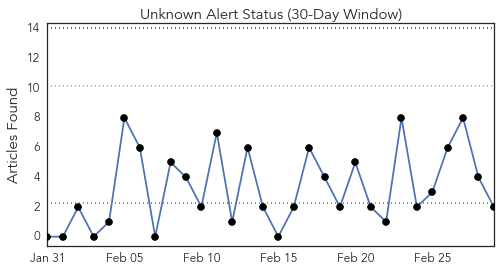 Unknown Alert Status (30-Day Window)
Articles Found
14
12
10
8
6
4
2
0
Jan 31
Feb 05
Feb 10
Feb 15
Feb 20
Feb 25